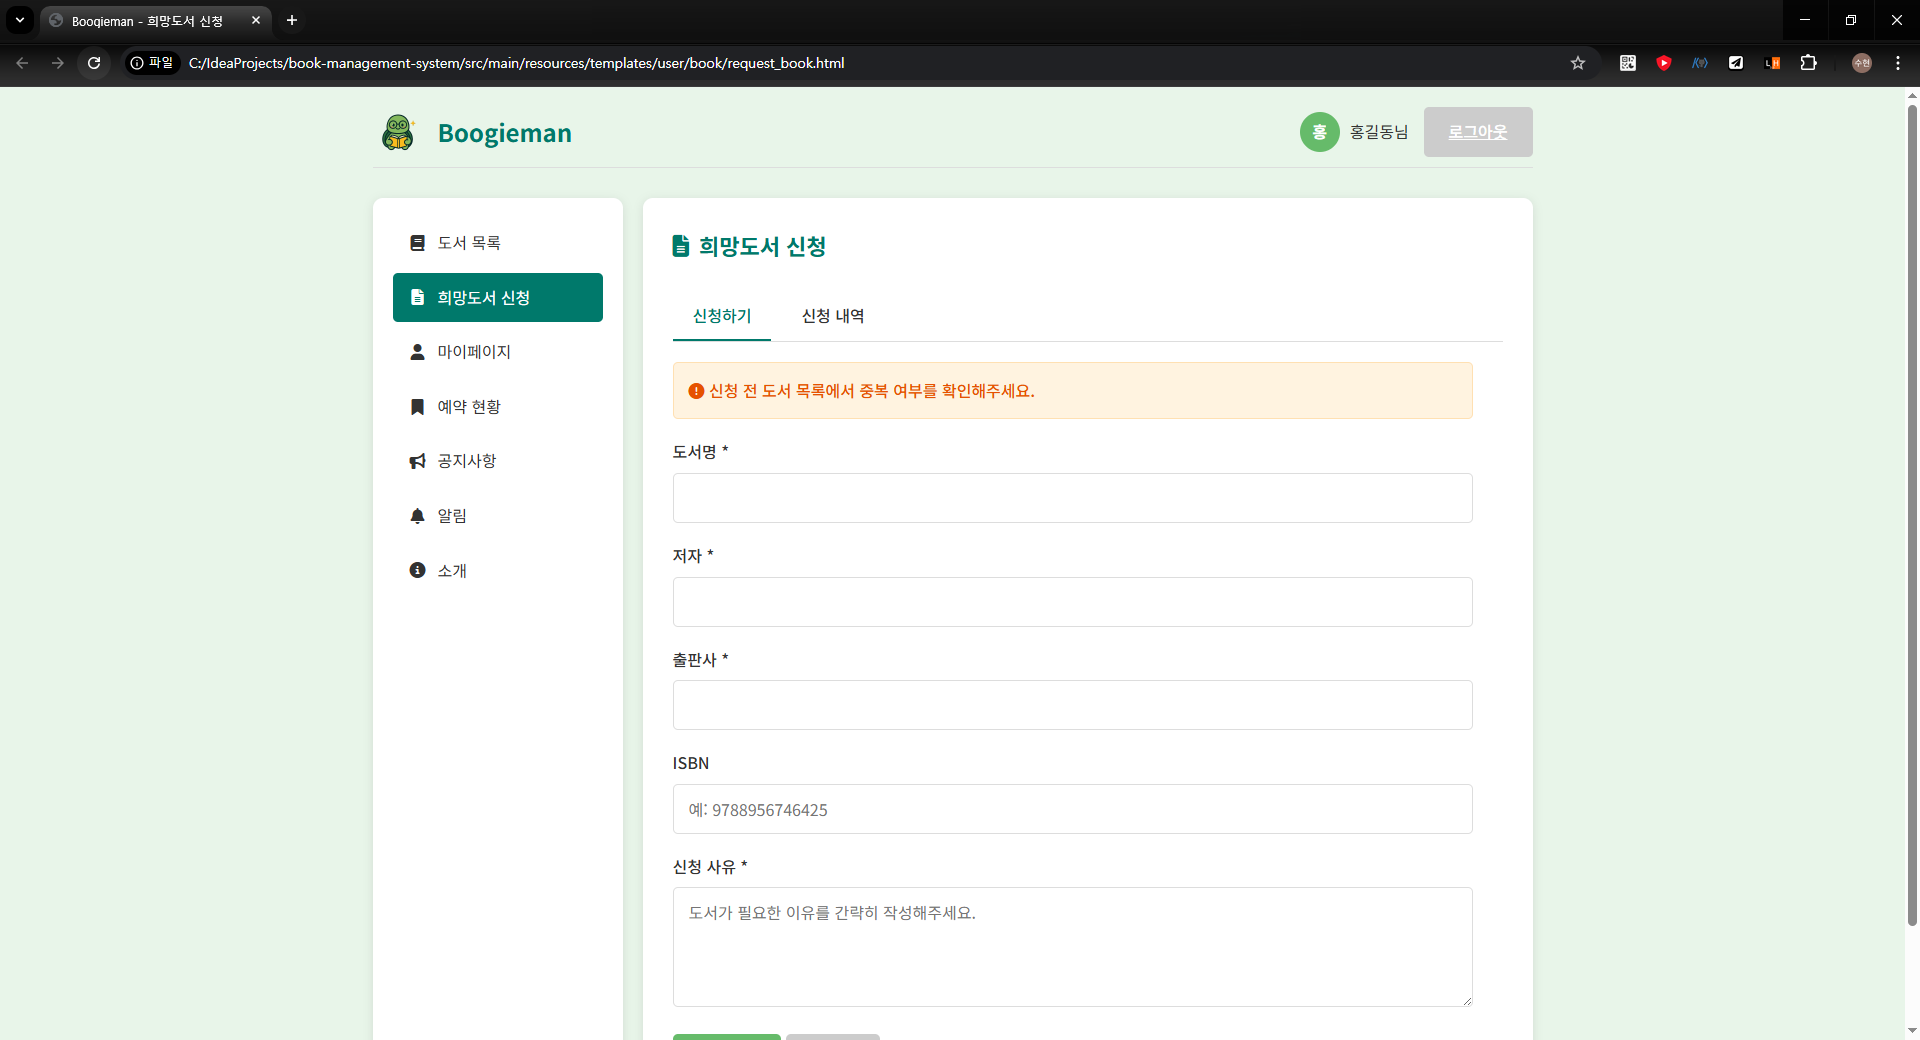 Boogieman - 희망도서 신청
파일
C:/IdeaProjects/book-management-system/src/main/resources/templates/user/book/request_book.html
수현
Boogieman
홍
홍길동님
로그아웃
도서 목록
희망도서 신청
마이페이지
예약 현황
공지사항
알림
소개
희망도서 신청
신청하기
신청 내역
신청 전 도서 목록에서 중복 여부를 확인해주세요.
도서명 *
저자 *
출판사 *
ISBN
예: 9788956746425
신청 사유 *
도서가 필요한 이유를 간략히 작성해주세요.